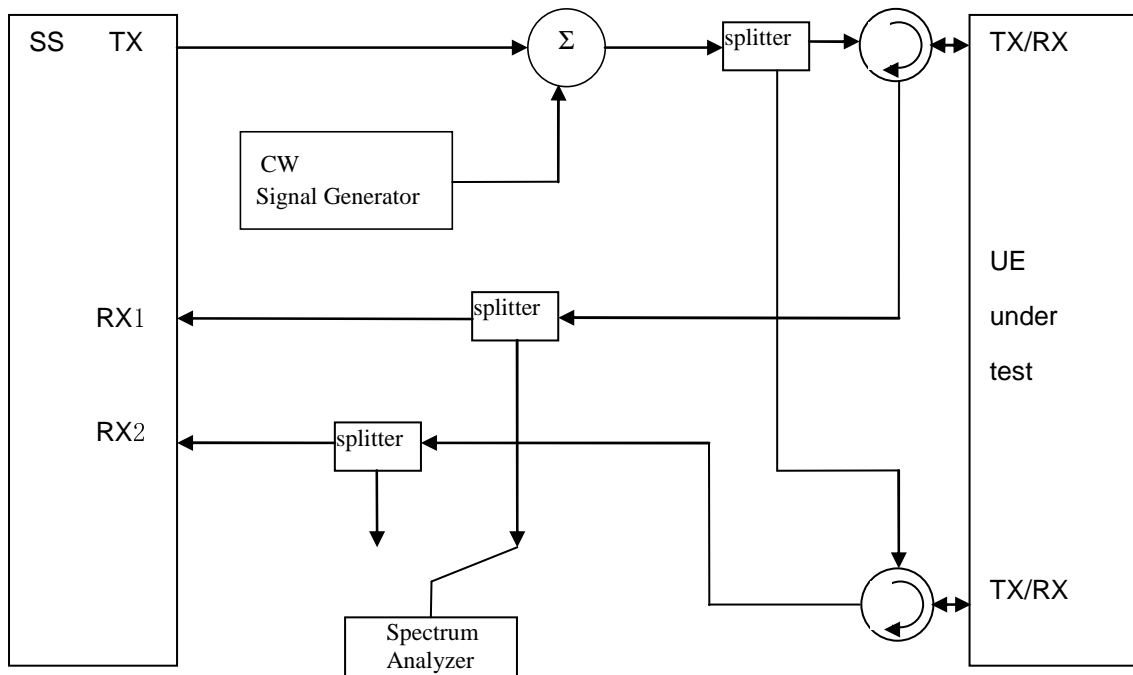 SS TX
Σ
splitter
TX/RX
CW
Signal Generator
UE
under
test
RX1
splitter
RX2
splitter
TX/RX
Spectrum
Analyzer